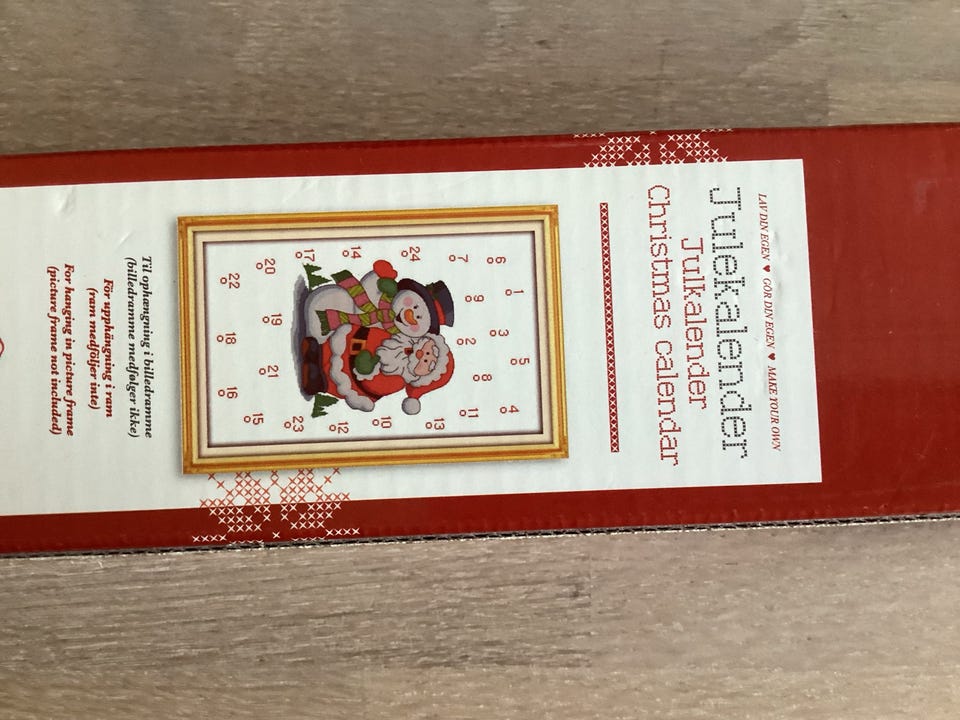 LAV DIN EGEN ♥ GÖR DIN EGEN ♥ MAKE YOUR OWN
Julekalender
Julkalender
Christmas calendar
6 1 3 5 4
7 9 2 8 11
24 13
14 10
17 12
23
20 19 21 15
22 18 16
Til ophængning i billedramme
(billedramme medfølger ikke)
För upphängning i ram
(ram medföljer inte)
For hanging in picture frame
(picture frame not included)